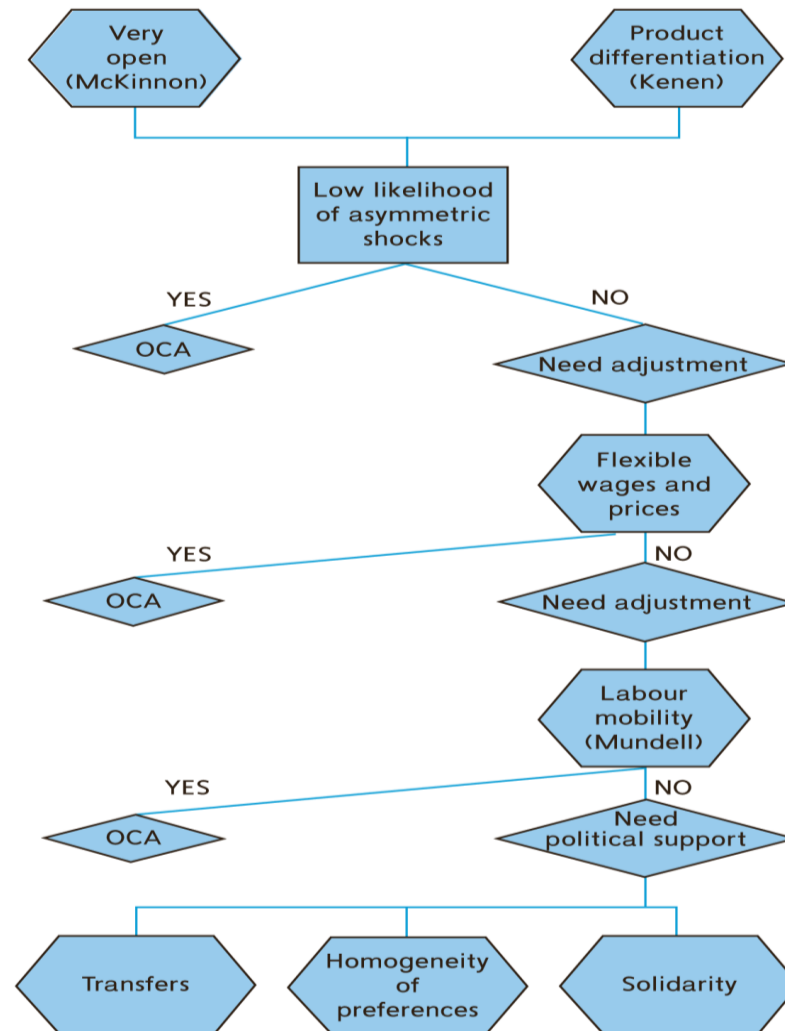 Very
open
(McKinnon)
Product
differentiation
(Kenen)
Low likelihood
of asymmetric
shocks
YES
NO
OCA
Need adjustment
Flexible
wages and
prices
YES
NO
OCA
Need adjustment
Labour
mobility
(Mundell)
YES
NO
OCA
Need
political support
Transfers
Homogeneity
of
preferences
Solidarity